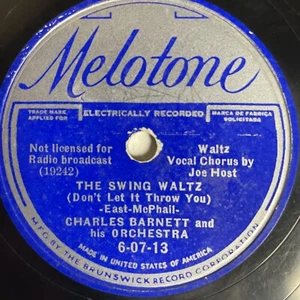 Melotone
TRADE MARK
APPLIED FOR
ELECTRICALLY RECORDED
MARCA DE FABRICA
SOLICITADA
Not licensed for
Radio broadcast
(19242)
Waltz
Vocal Chorus by
Joe Host
THE SWING WALTZ
(Don't Let It Throw You)
-East-McPhail-
CHARLES BARNETT and
his ORCHESTRA
6-07-13
MADE IN UNITED STATES OF AMERICA
MFG BY THE BRUNSWICK RECORD CORPORATION.